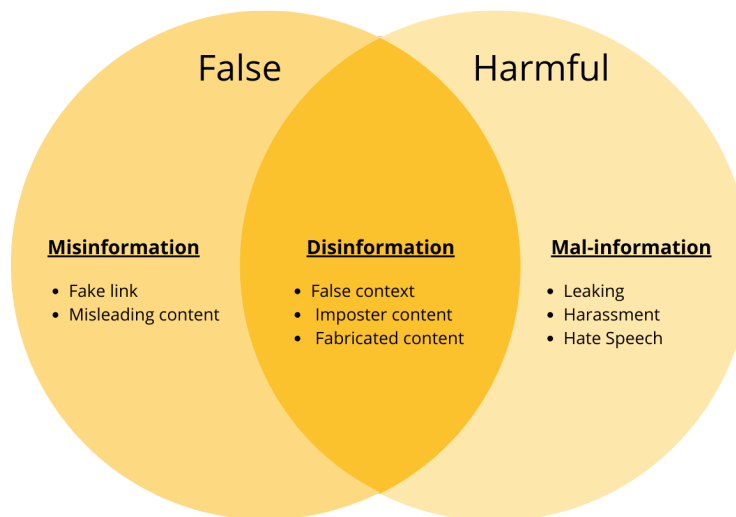 False
Harmful
Misinformation
• Fake link
• Misleading content
Disinformation
• False context
• Imposter content
• Fabricated content
Mal-information
• Leaking
• Harassment
• Hate Speech